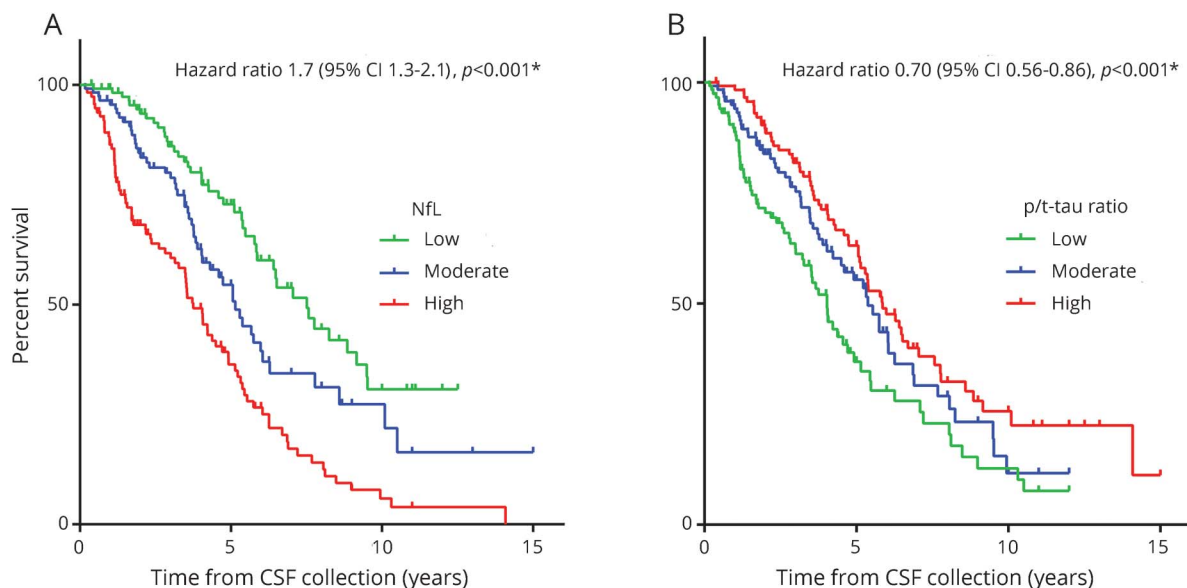 A
Hazard ratio 1.7 (95% CI 1.3-2.1), p<0.001*
100
50
0
Percent survival
NfL
Low
Moderate
High
0 5 10 15
Time from CSF collection (years)
B
Hazard ratio 0.70 (95% CI 0.56-0.86), p<0.001*
100
50
0
p/t-tau ratio
Low
Moderate
High
0 5 10 15
Time from CSF collection (years)